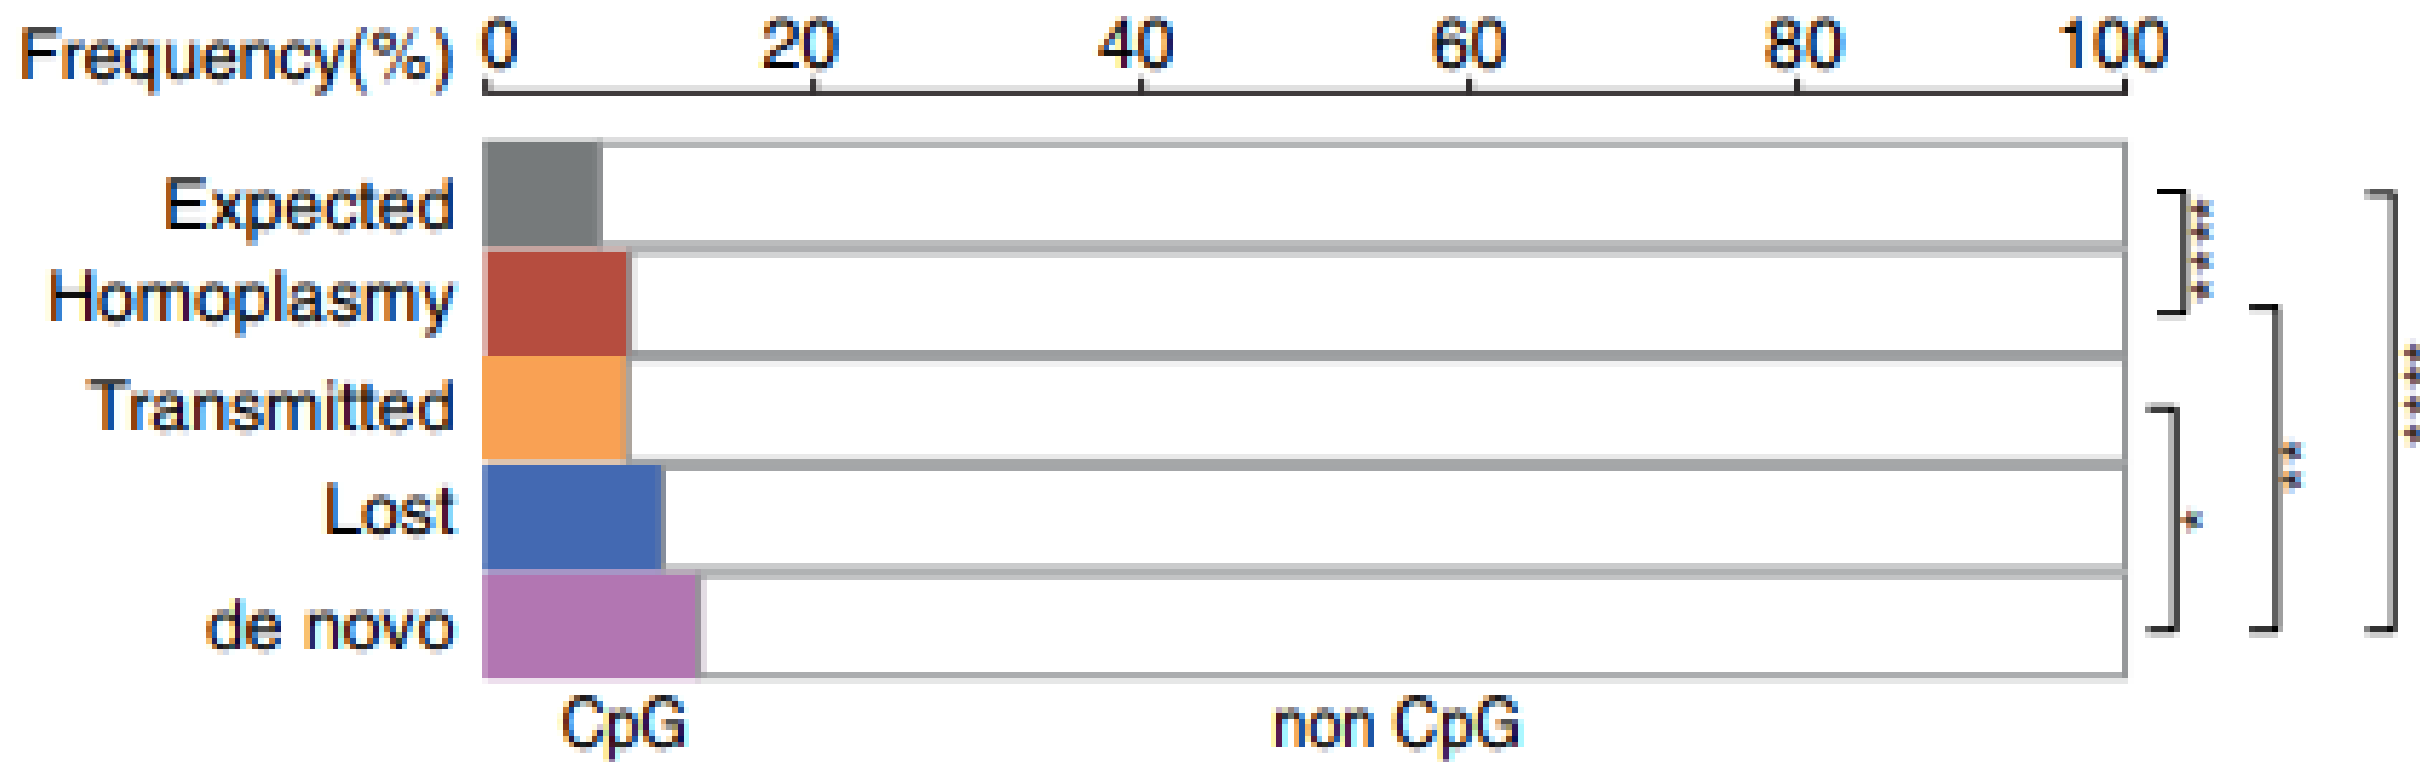 Frequency(%) 0 20 40 60 80 100
Expected
****
Homoplasmy
****
Transmitted
**
Lost
*
de novo
CpG non CpG